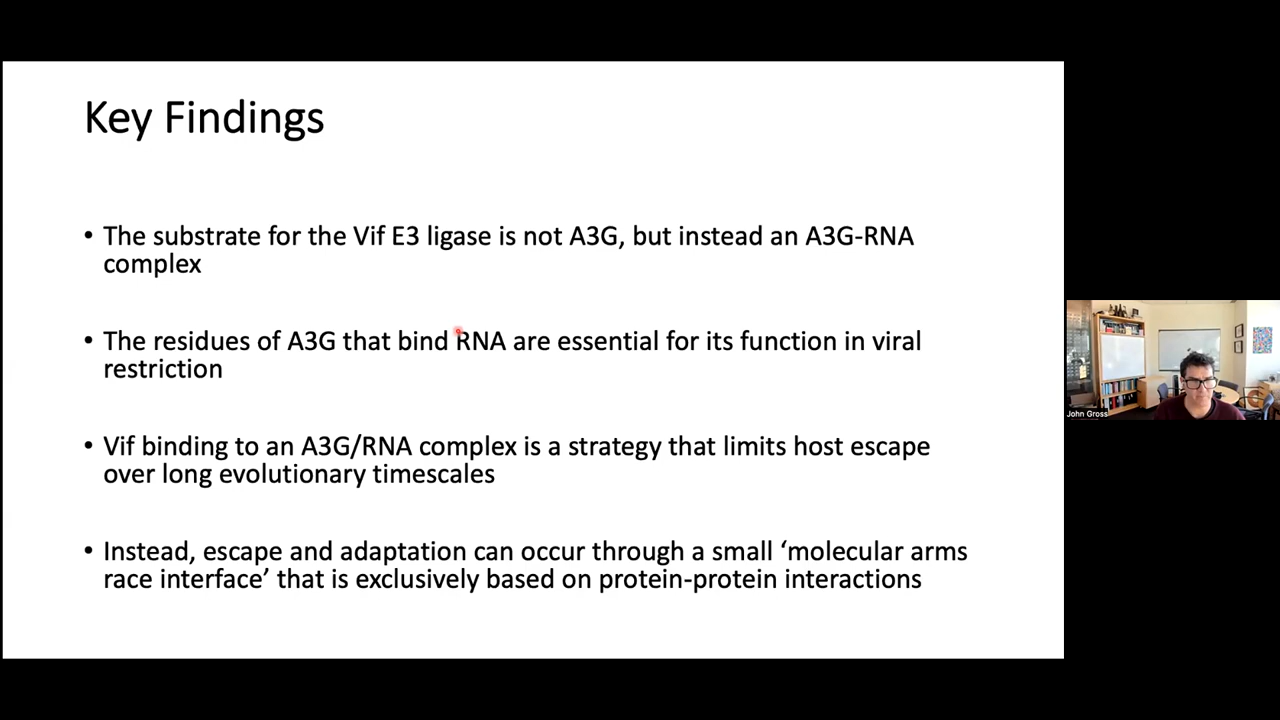 Key Findings
• The substrate for the Vif E3 ligase is not A3G, but instead an A3G-RNA
complex
• The residues of A3G that bind RNA are essential for its function in viral
restriction
• Vif binding to an A3G/RNA complex is a strategy that limits host escape
over long evolutionary timescales
• Instead, escape and adaptation can occur through a small ‘molecular arms
race interface’ that is exclusively based on protein-protein interactions
John Gross